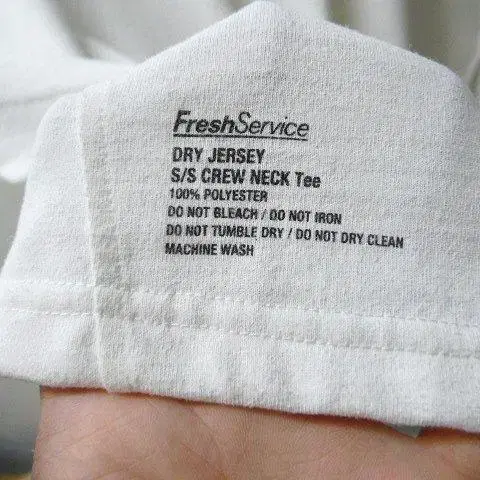 FreshService
DRY JERSEY
S/S CREW NECK Tee
100% POLYESTER
DO NOT BLEACH / DO NOT IRON
DO NOT TUMBLE DRY / DO NOT DRY CLEAN
MACHINE WASH